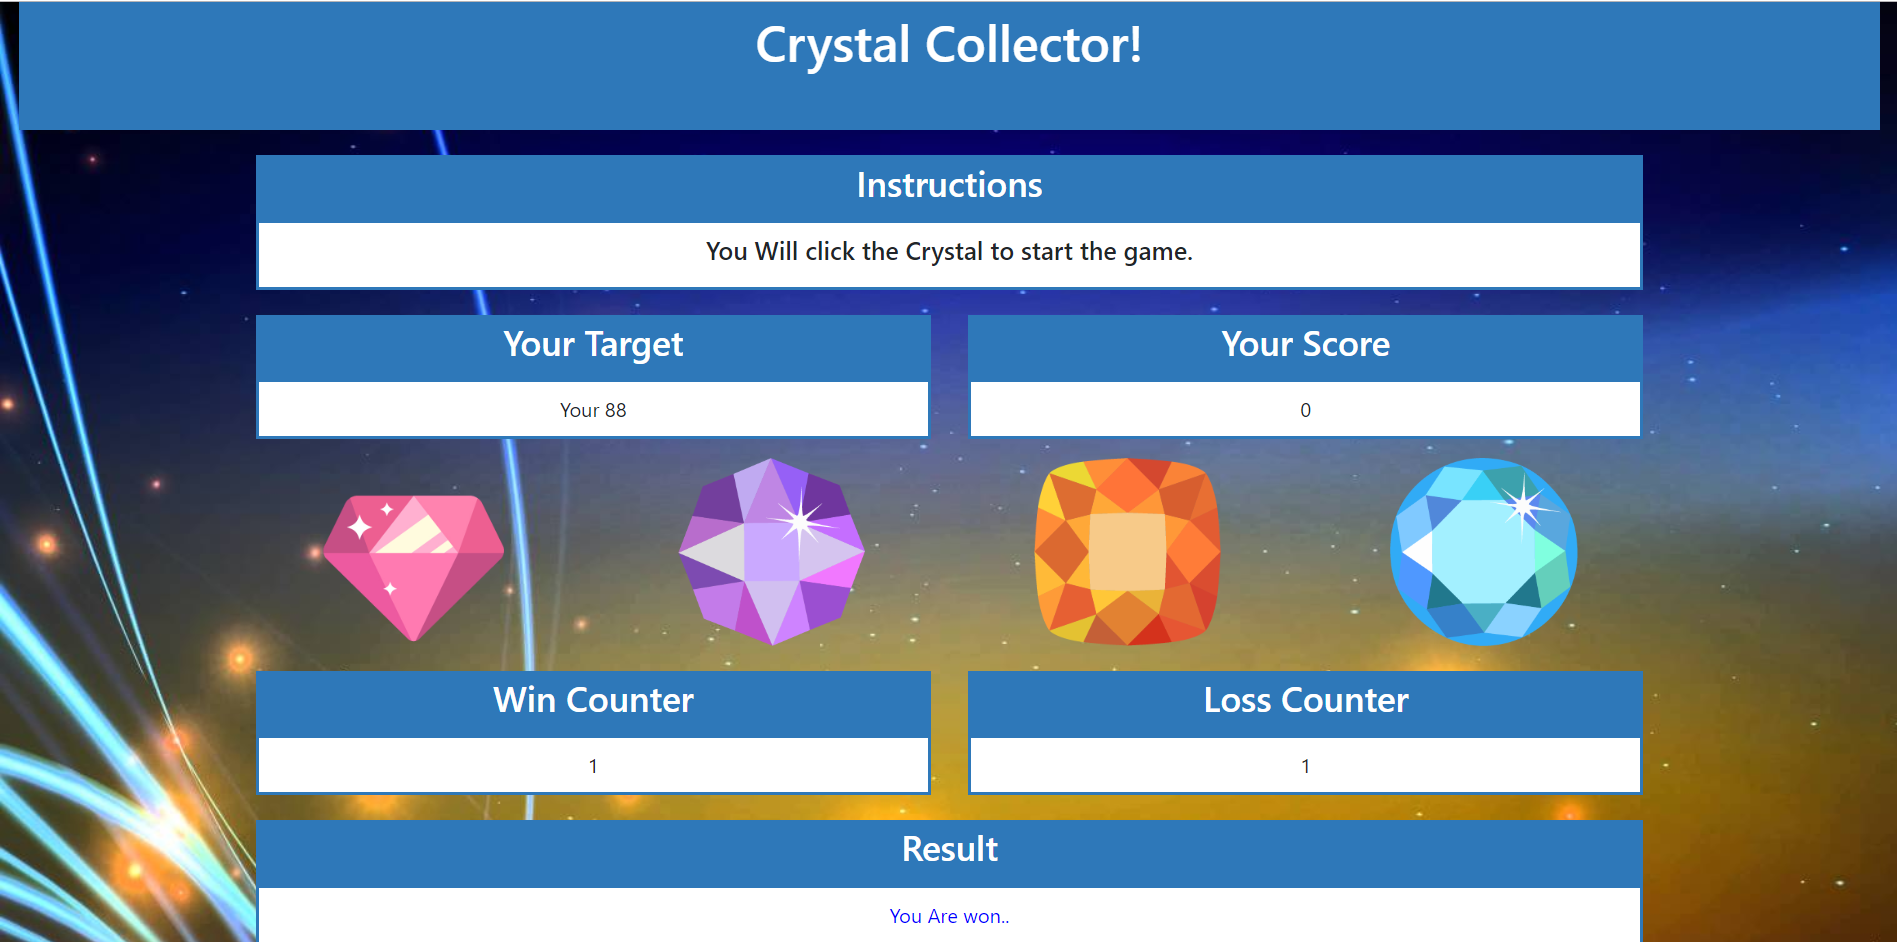 Crystal Collector!
Instructions
You Will click the Crystal to start the game.
Your Target
Your 88
Your Score
0
Win Counter
1
Loss Counter
1
Result
You Are won..